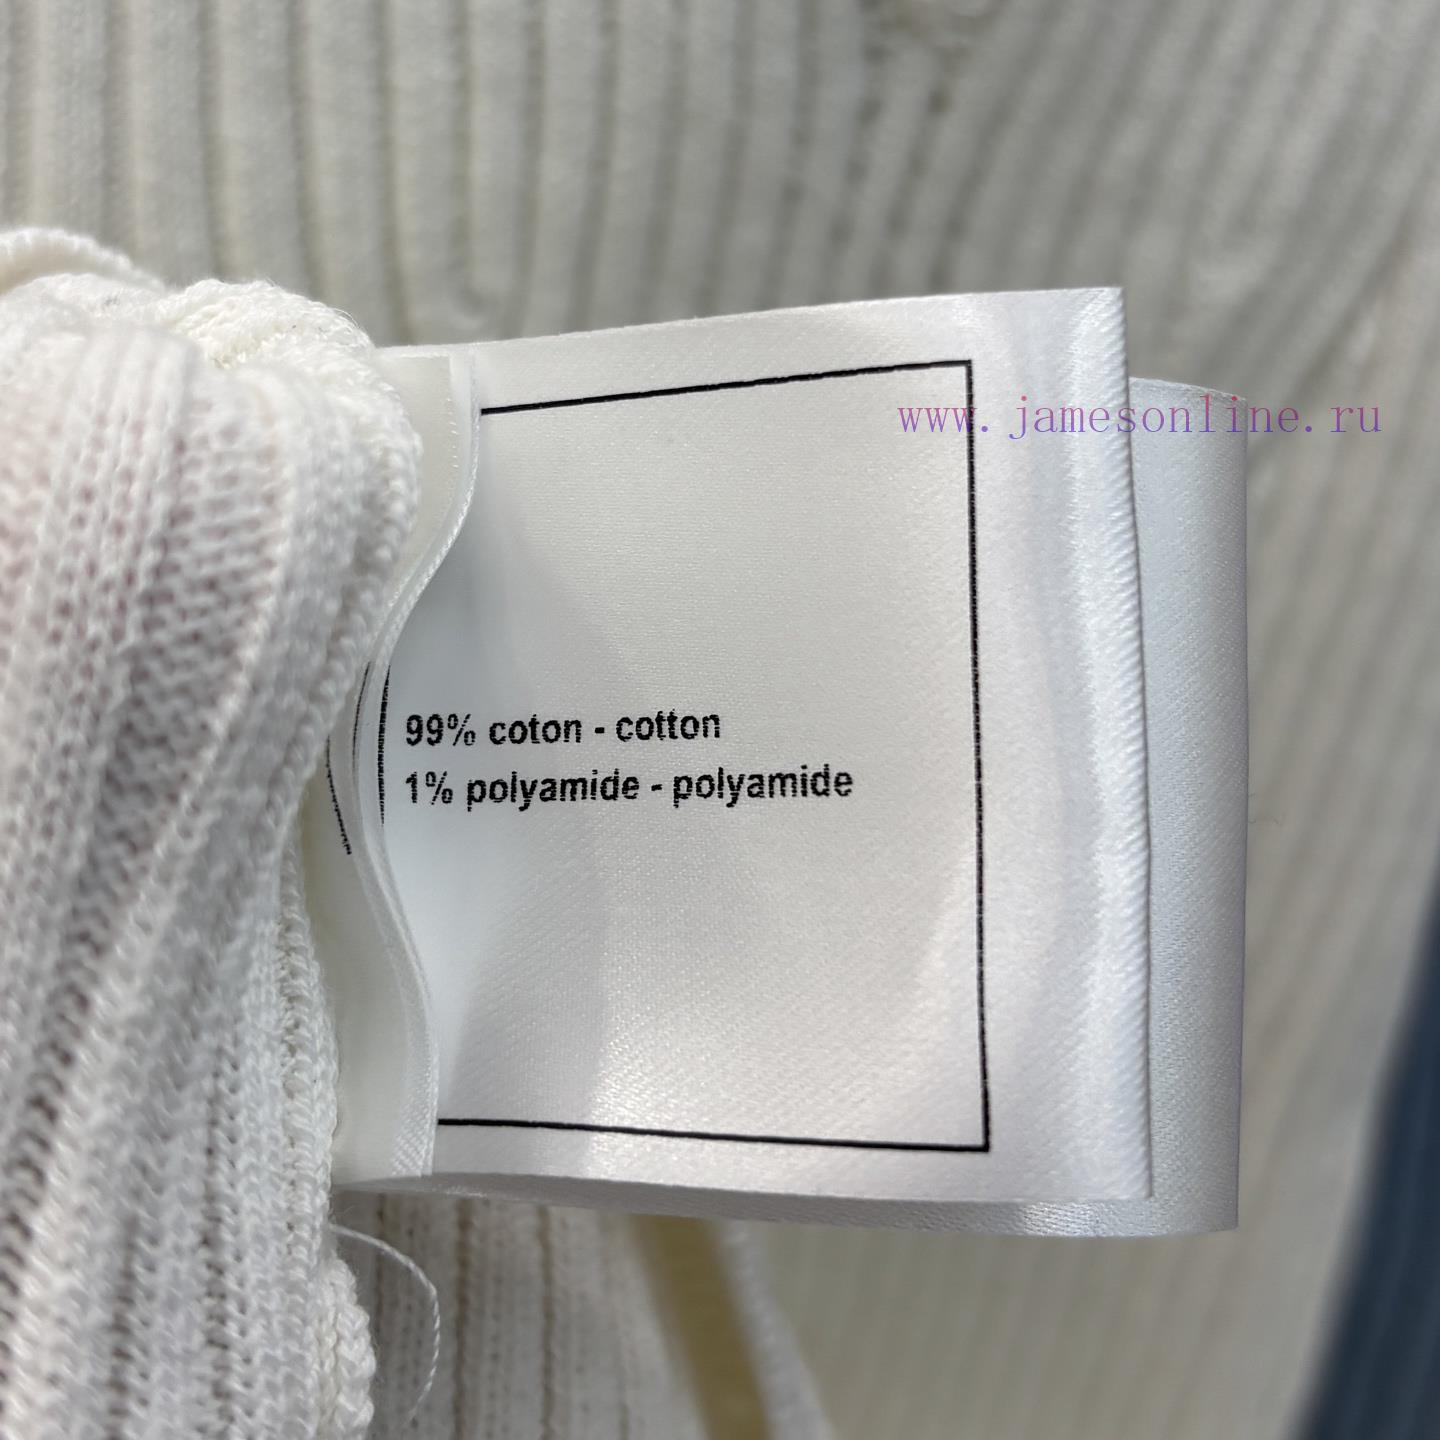 www.jamesonline.ru
99% coton - cotton
1% polyamide - polyamide